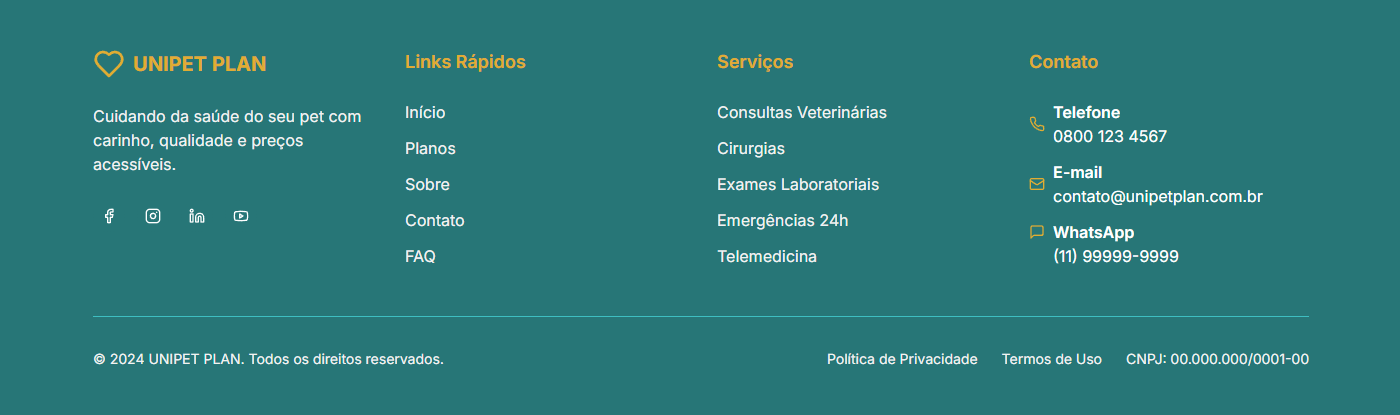 UNIPET PLAN
Cuidando da saúde do seu pet com
carinho, qualidade e preços
acessíveis.
Links Rápidos
Início
Planos
Sobre
Contato
FAQ
Serviços
Consultas Veterinárias
Cirurgias
Exames Laboratoriais
Emergências 24h
Telemedicina
Contato
Telefone
0800 123 4567
E-mail
contato@unipetplan.com.br
WhatsApp
(11) 99999-9999
© 2024 UNIPET PLAN. Todos os direitos reservados.
Política de Privacidade
Termos de Uso
CNPJ: 00.000.000/0001-00